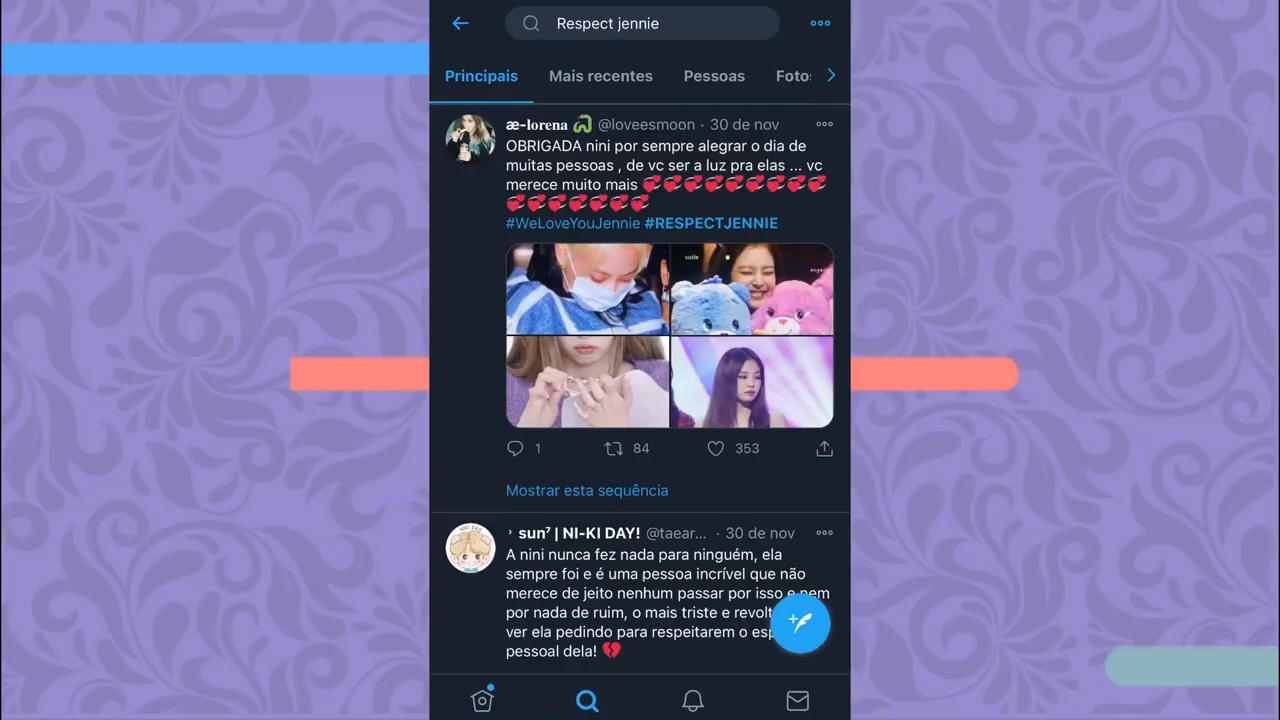 Respect jennie
Principais Mais recentes Pessoas Foto
æ-lorena @loveesmoon · 30 de nov
OBRIGADA nini por sempre alegrar o dia de
muitas pessoas , de vc ser a luz pra elas ... vc
merece muito mais 💞💞💞💞💞💞💞💞💞
💞💞💞💞💞💞💞
#WeLoveYouJennie #RESPECTJENNIE
cutie
1 84 353
Mostrar esta sequência
sun⁷ | NI-KI DAY! @taear... · 30 de nov
A nini nunca fez nada para ninguém, ela
sempre foi e é uma pessoa incrível que não
merece de jeito nenhum passar por isso e nem
por nada de ruim, o mais triste e
ver ela pedindo para respeitarem o
pessoal dela! 💔